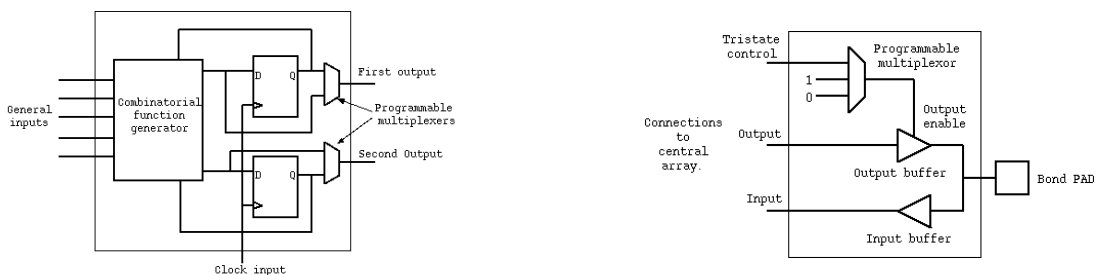 General
inputs
Combinatorial
function
generator
D
Q
First output
Programmable
multiplexers
Second Output
D
Q
Clock input
Tristate
control
1
0
Programmable
multiplexor
Output
enable
Connections
to
central
array.
Output
Output buffer
Bond PAD
Input
Input buffer